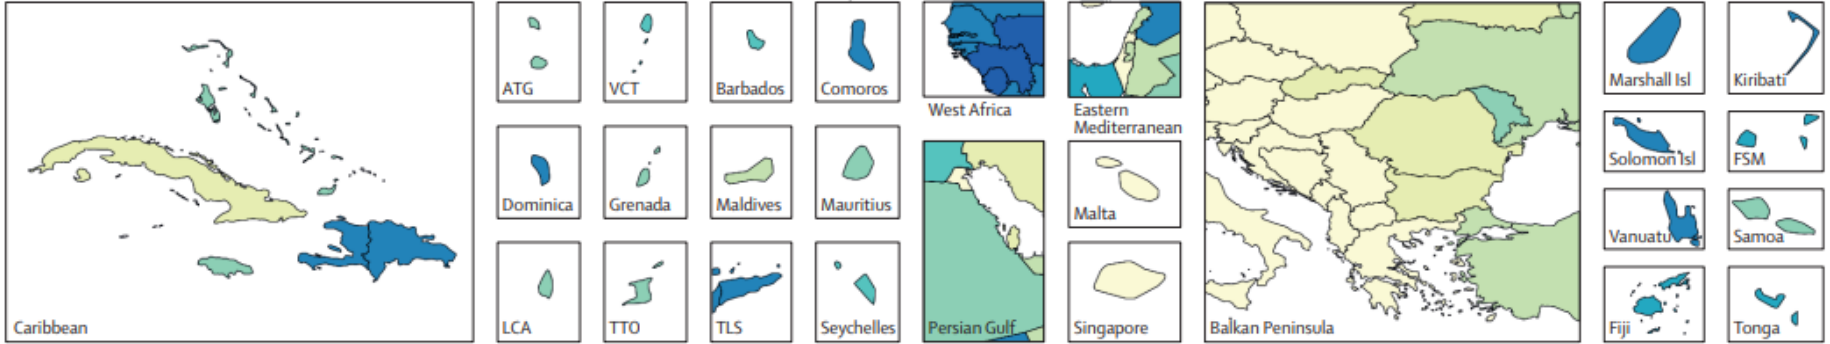 Caribbean
ATG
VCT
Barbados
Comoros
Dominica
Grenada
Maldives
Mauritius
LCA
TTO
TLS
Seychelles
West Africa
Eastern
Mediterranean
Persian Gulf
Malta
Singapore
Balkan Peninsula
Marshall Isl
Kiribati
Solomon Isl
FSM
Vanuatu
Samoa
Fiji
Tonga